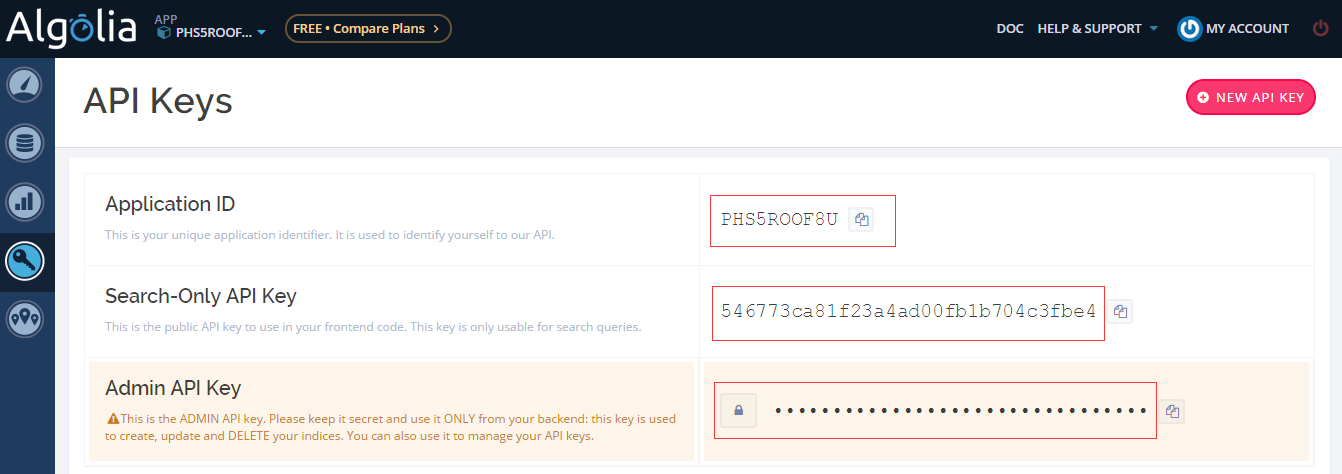 Algolia
APP
PHS5ROOF...
FREE • Compare Plans >
DOC
HELP & SUPPORT
MY ACCOUNT
API Keys
NEW API KEY
Application ID
This is your unique application identifier. It is used to identify yourself to our API.
PHS5ROOF8U
Search-Only API Key
This is the public API key to use in your frontend code. This key is only usable for search queries.
546773ca81f23a4ad00fb1b704c3fbe4
Admin API Key
This is the ADMIN API key. Please keep it secret and use it ONLY from your backend: this key is used
to create, update and DELETE your indices. You can also use it to manage your API keys.
••••••••••••••••••••••••••••••••